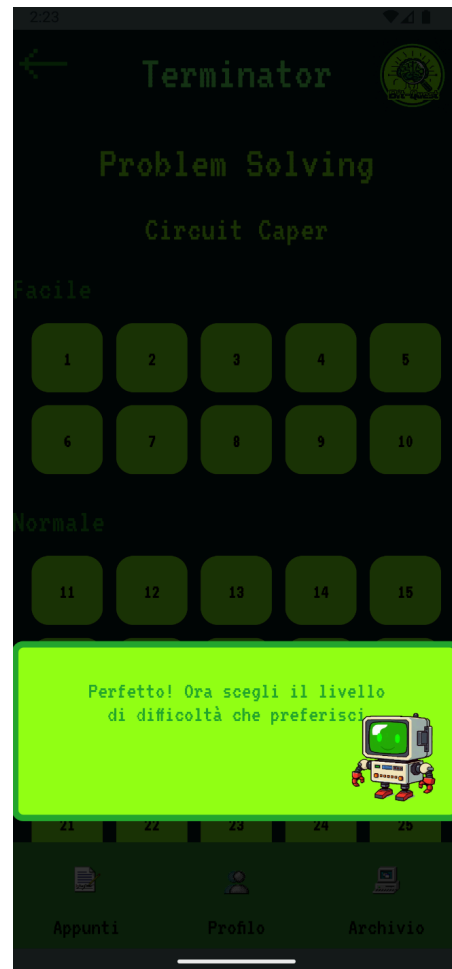 2:23
Terminator
Problem Solving
Circuit Caper
Facile
1 2 3 4 5
6 7 8 9 10
Normale
11 12 13 14 15
Perfetto! Ora scegli il livello
di difficoltà che preferisci
21 22 23 24 25
Appunti Profilo Archivio